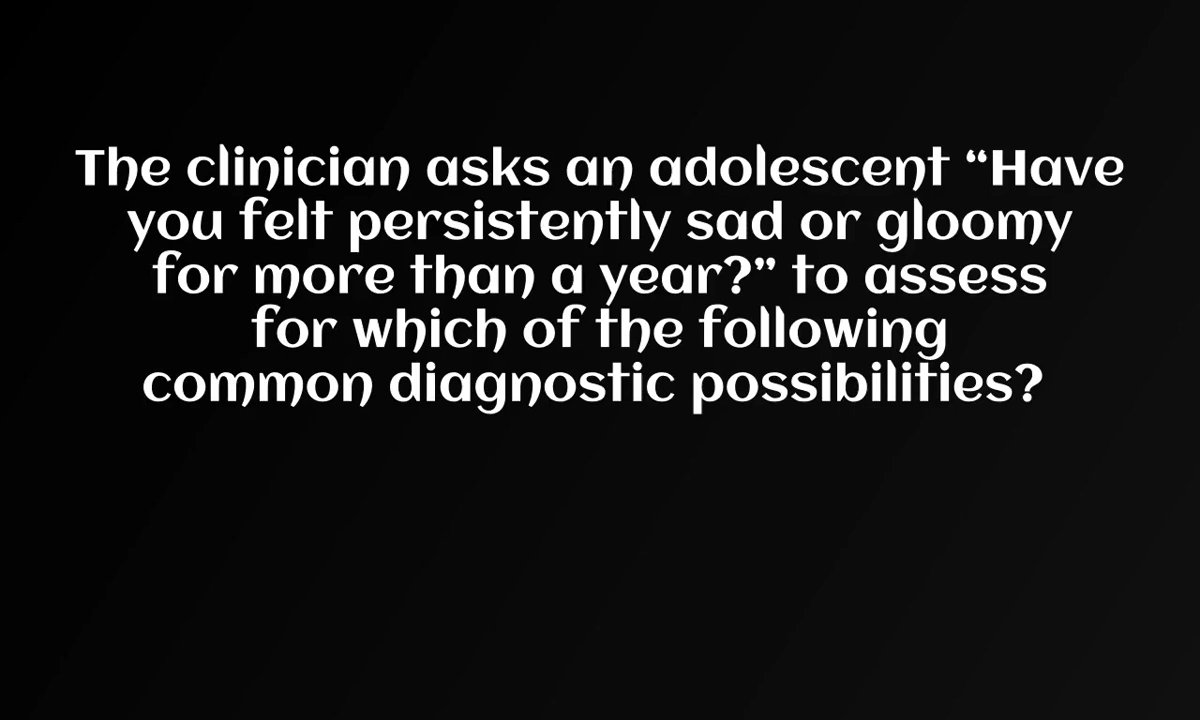 The clinician asks an adolescent “Have
you felt persistently sad or gloomy
for more than a year?” to assess
for which of the following
common diagnostic possibilities?